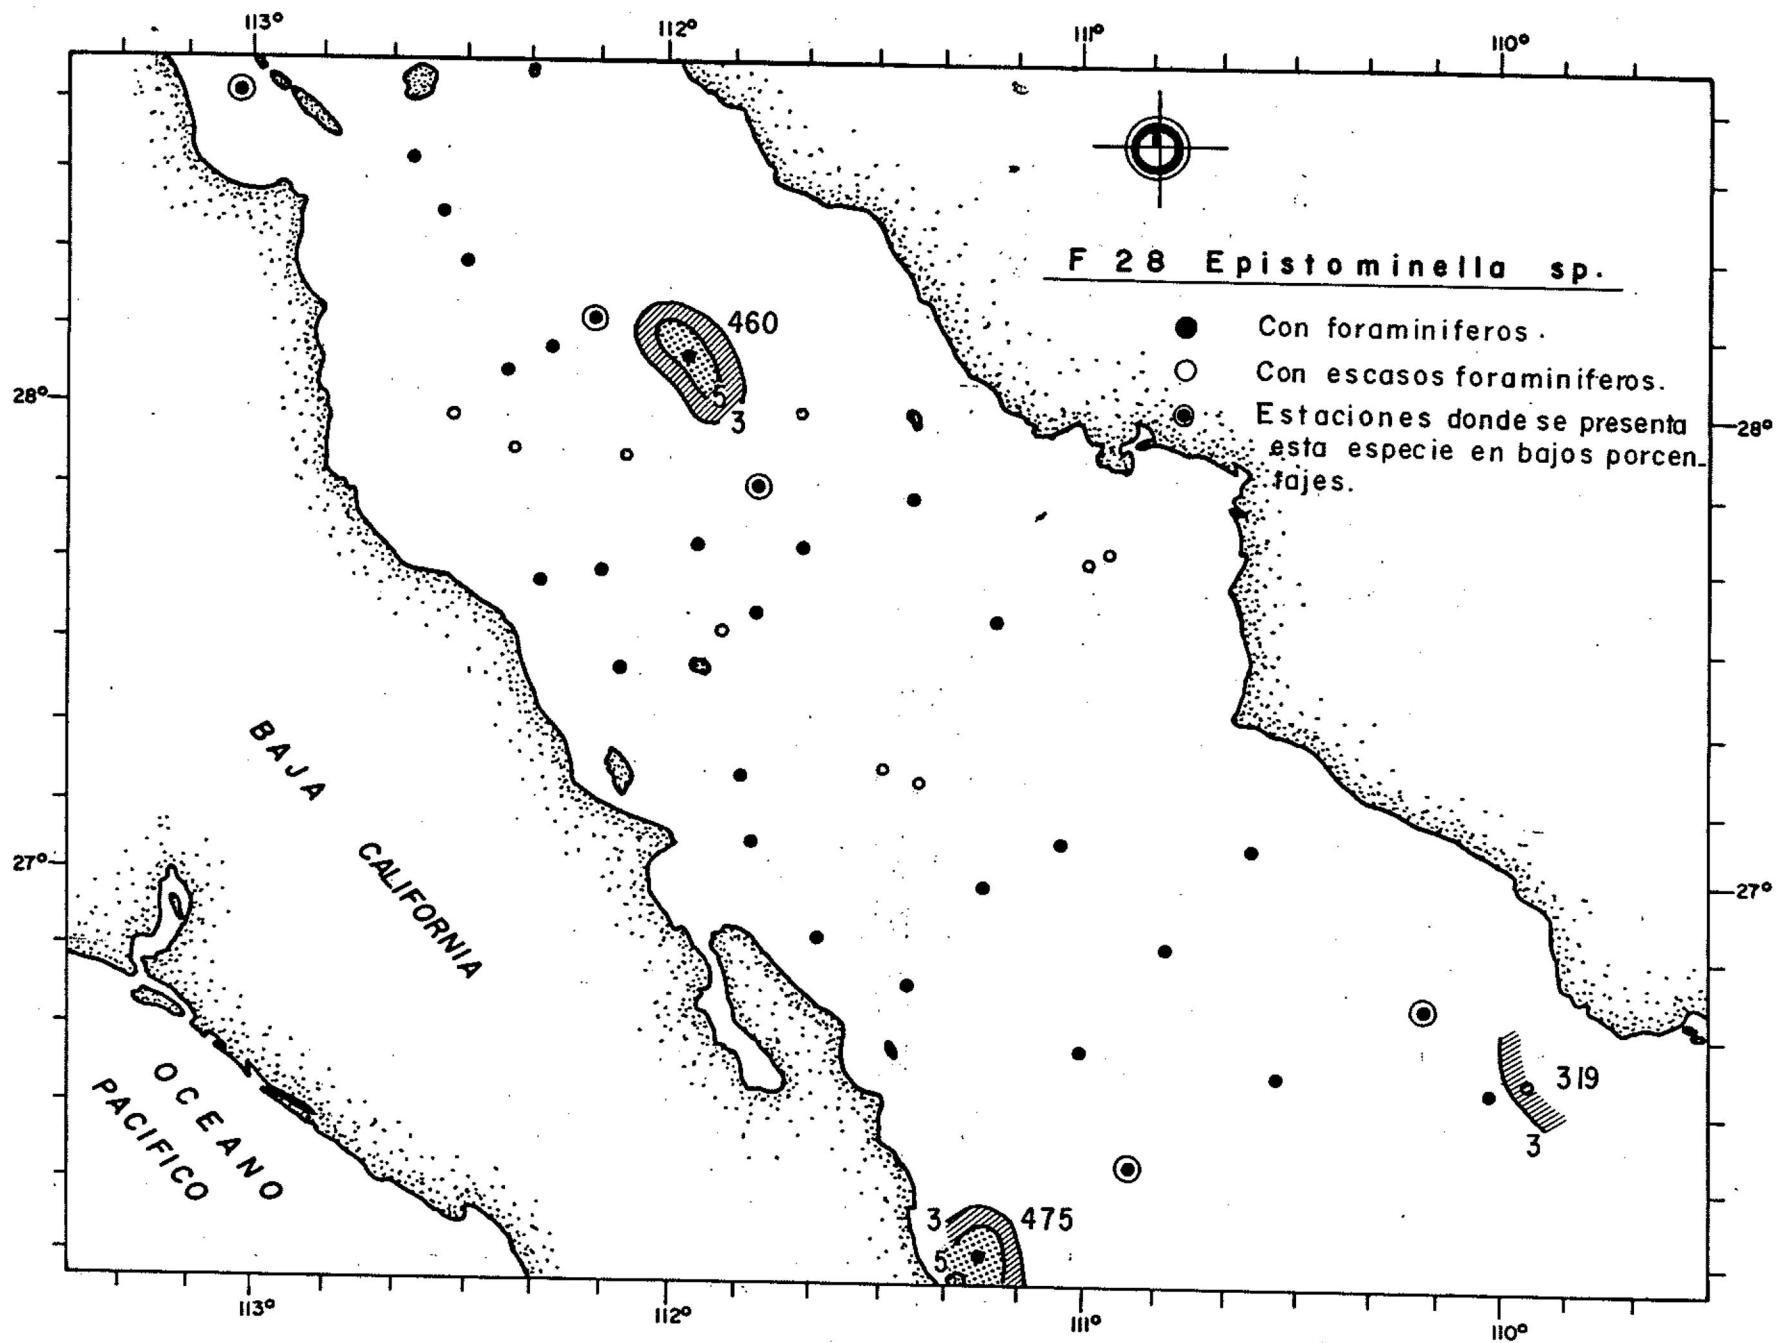 113° 112° 111° 110°
F 28 Epistominella sp.
Con foraminiferos.
Con escasos foraminiferos.
Estaciones donde se presenta
esta especie en bajos porcen-
tajes.
460
5
3
28° 28°
BAJA
CALIFORNIA
27° 27°
OCEANO
PACIFICO
319
3
3 475
5
113° 112° 111° 110°